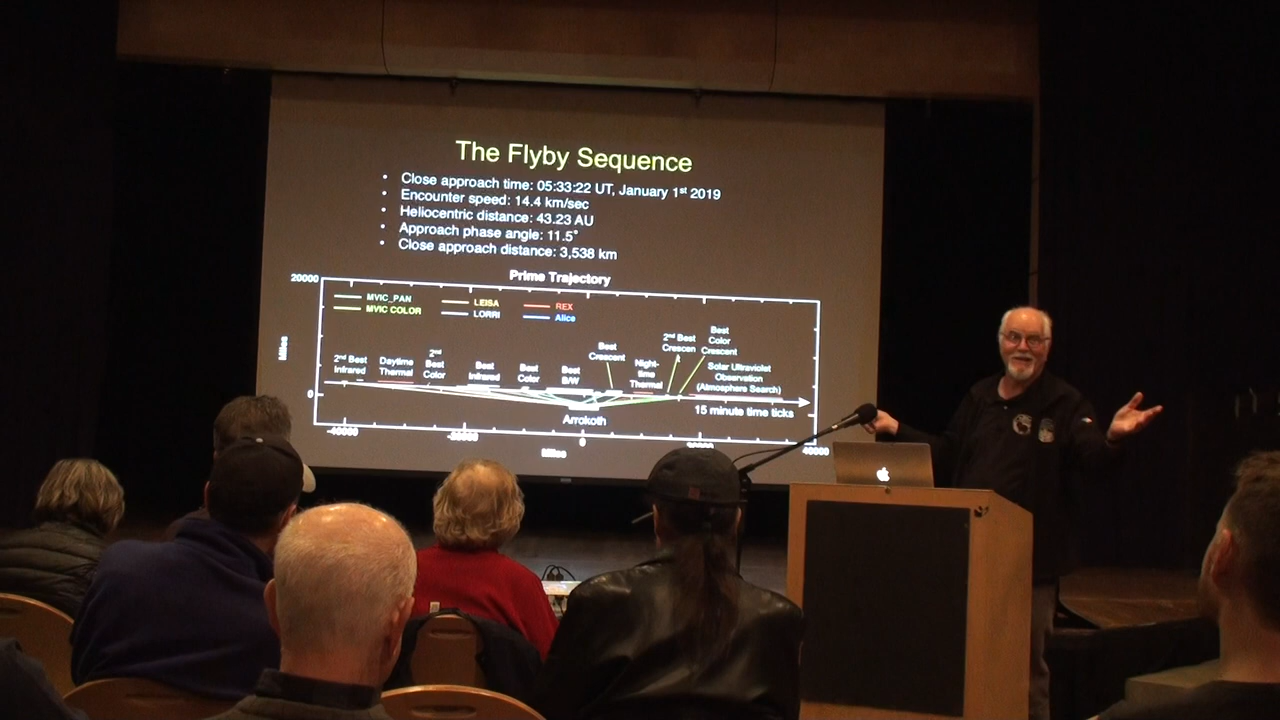 The Flyby Sequence
• Close approach time: 05:33:22 UT, January 1st 2019
• Encounter speed: 14.4 km/sec
• Heliocentric distance: 43.23 AU
• Approach phase angle: 11.5°
• Close approach distance: 3,538 km
Prime Trajectory
20000
MVIC_PAN LEISA REX
MVIC COLOR LORRI Alice
Miles
2nd Best
Infrared
Daytime
Thermal
2nd
Best
Color
Best
Infrared
Best
Color
Best
B/W
Best
Crescent
Night-
time
Thermal
2nd Best
Crescen
Best
Color
Crescent
Solar Ultraviolet
Observation
(Atmosphere Search)
0
15 minute time ticks
Arrokoth
-40000 -20000 0 20000 40000
Miles